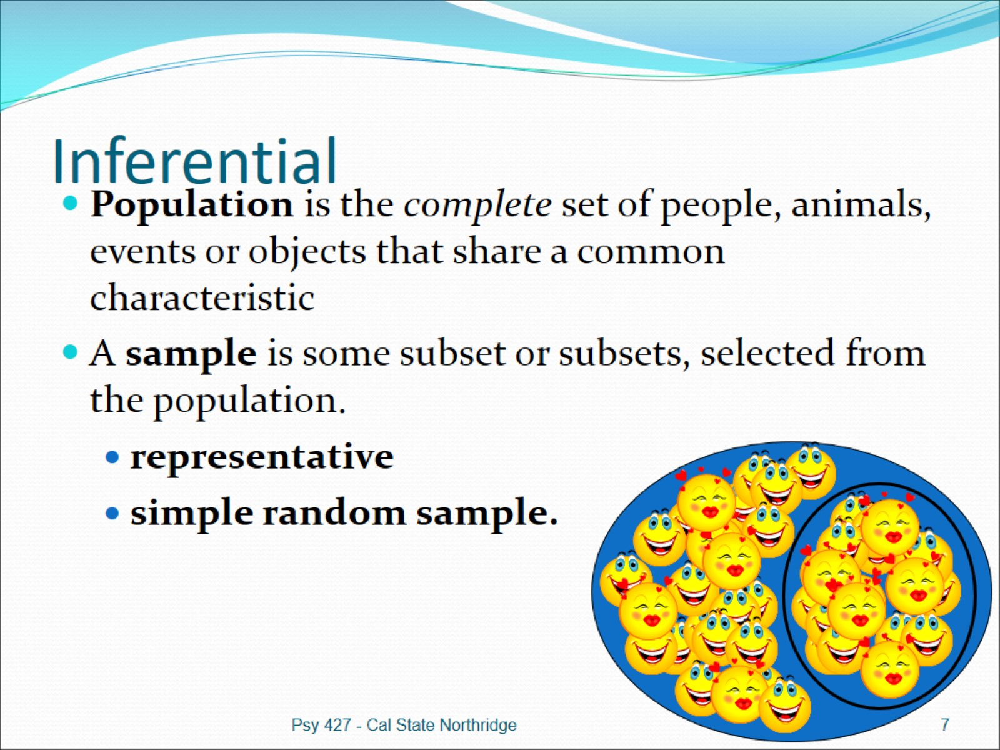 Inferential
• Population is the complete set of people, animals,
events or objects that share a common
characteristic
• A sample is some subset or subsets, selected from
the population.
• representative
• simple random sample.
Psy 427 - Cal State Northridge
7